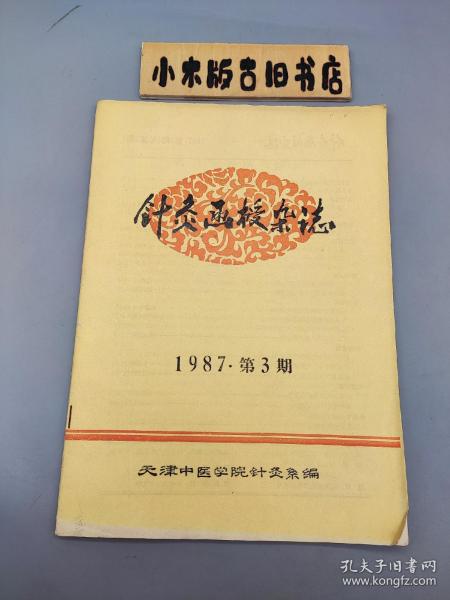 小木版古旧书店
针灸函授杂志
1987·第3期
天津中医学院针灸系编
孔夫子旧书网
www.kongfz.com